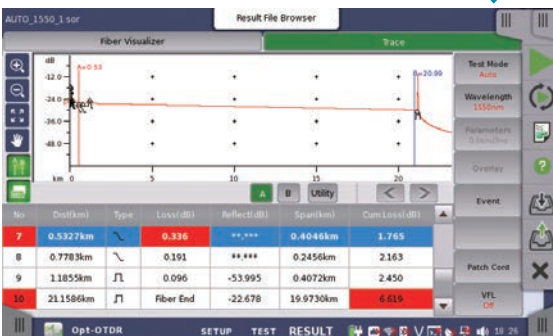 AUTO_1550_1.sor
Result File Browser
Fiber Visualizer
Trace
dB
A=0.53
B=20.99
-12.0
-24.0
-36.0
-48.0
km 0 5 10 15 20
A B Utility < >
No Dist(km) Type Loss(dB) Reflect(dB) Span(km) Cum Loss(dB)
7 0.5327km 0.336 **.*** 0.4046km 1.765
8 0.7783km 0.191 **.*** 0.2456km 2.163
9 1.1855km 0.096 -53.995 0.4072km 2.450
10 21.1586km Fiber End -22.678 19.9730km 6.619
Test Mode
Auto
Wavelength
1550nm
Parameters
Overlay
Event
Patch Cord
VFL
Off
Opt-OTDR SETUP TEST RESULT 18:26